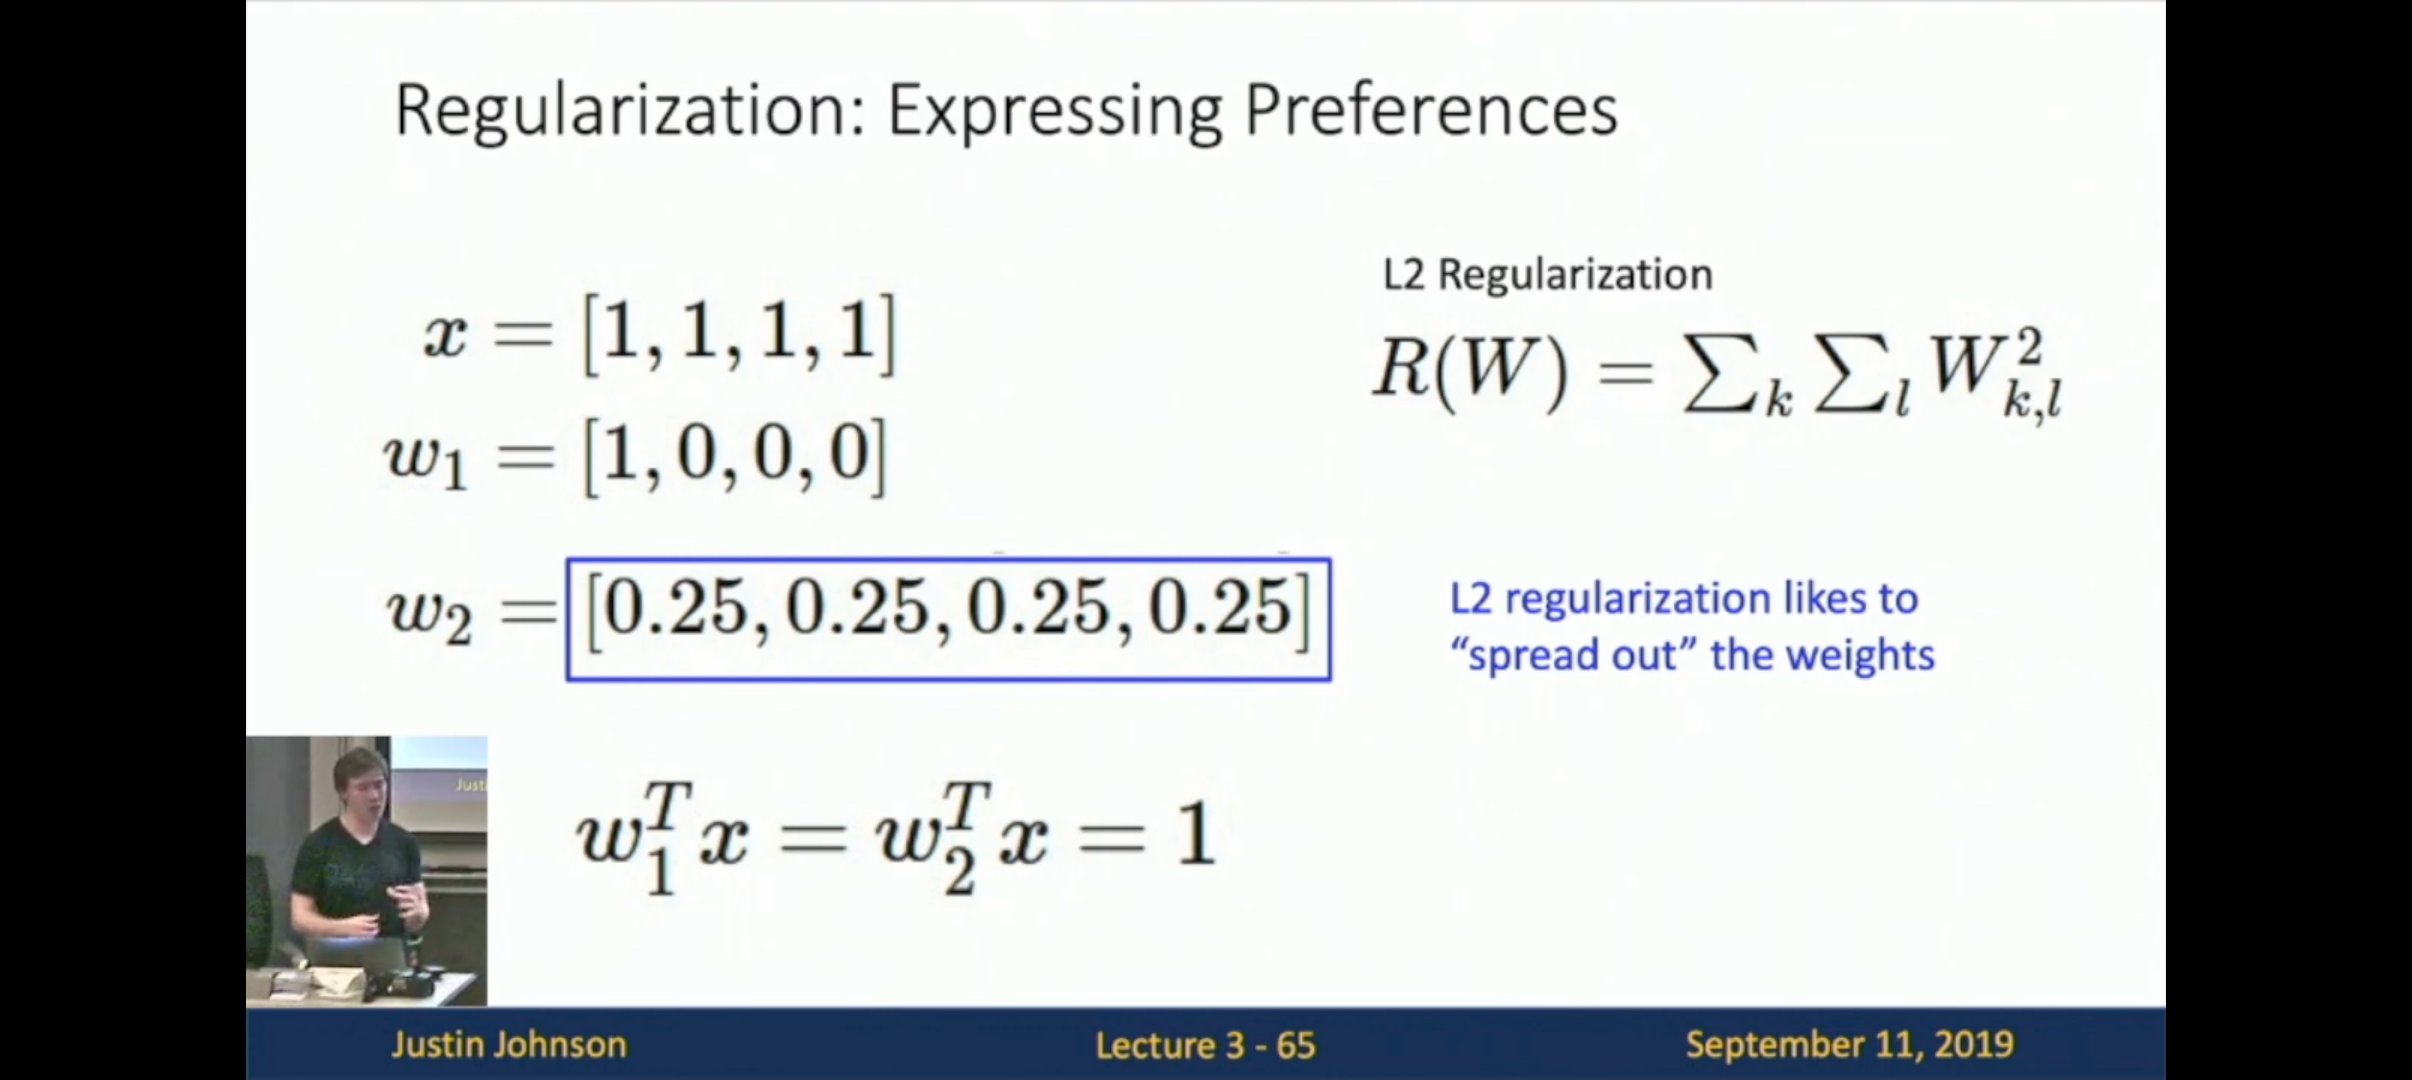 Regularization: Expressing Preferences
L2 Regularization
x = [1, 1, 1, 1]
R(W) = ∑_k ∑_l W_{k,l}^2
w_1 = [1, 0, 0, 0]
w_2 = [0.25, 0.25, 0.25, 0.25]
L2 regularization likes to
“spread out” the weights
w_1^T x = w_2^T x = 1
Justin Johnson
Lecture 3 - 65
September 11, 2019